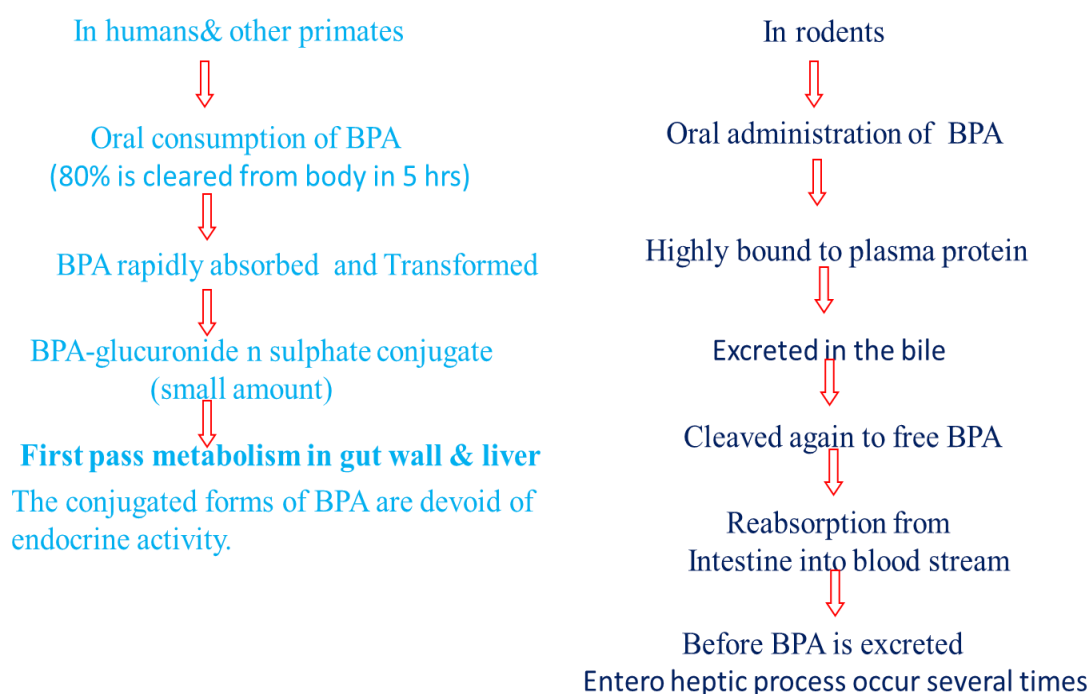 In humans& other primates
Oral consumption of BPA
(80% is cleared from body in 5 hrs)
BPA rapidly absorbed and Transformed
BPA-glucuronide n sulphate conjugate
(small amount)
First pass metabolism in gut wall & liver
The conjugated forms of BPA are devoid of
endocrine activity.
In rodents
Oral administration of BPA
Highly bound to plasma protein
Excreted in the bile
Cleaved again to free BPA
Reabsorption from
Intestine into blood stream
Before BPA is excreted
Entero heptic process occur several times